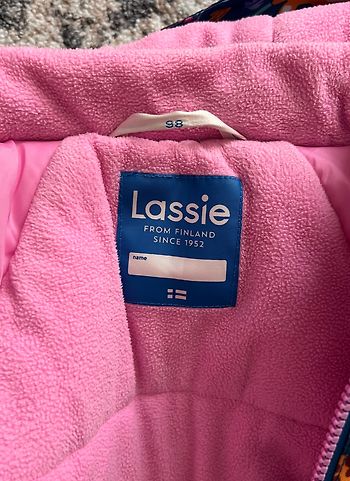 98
Lassie
FROM FINLAND
SINCE 1952
name